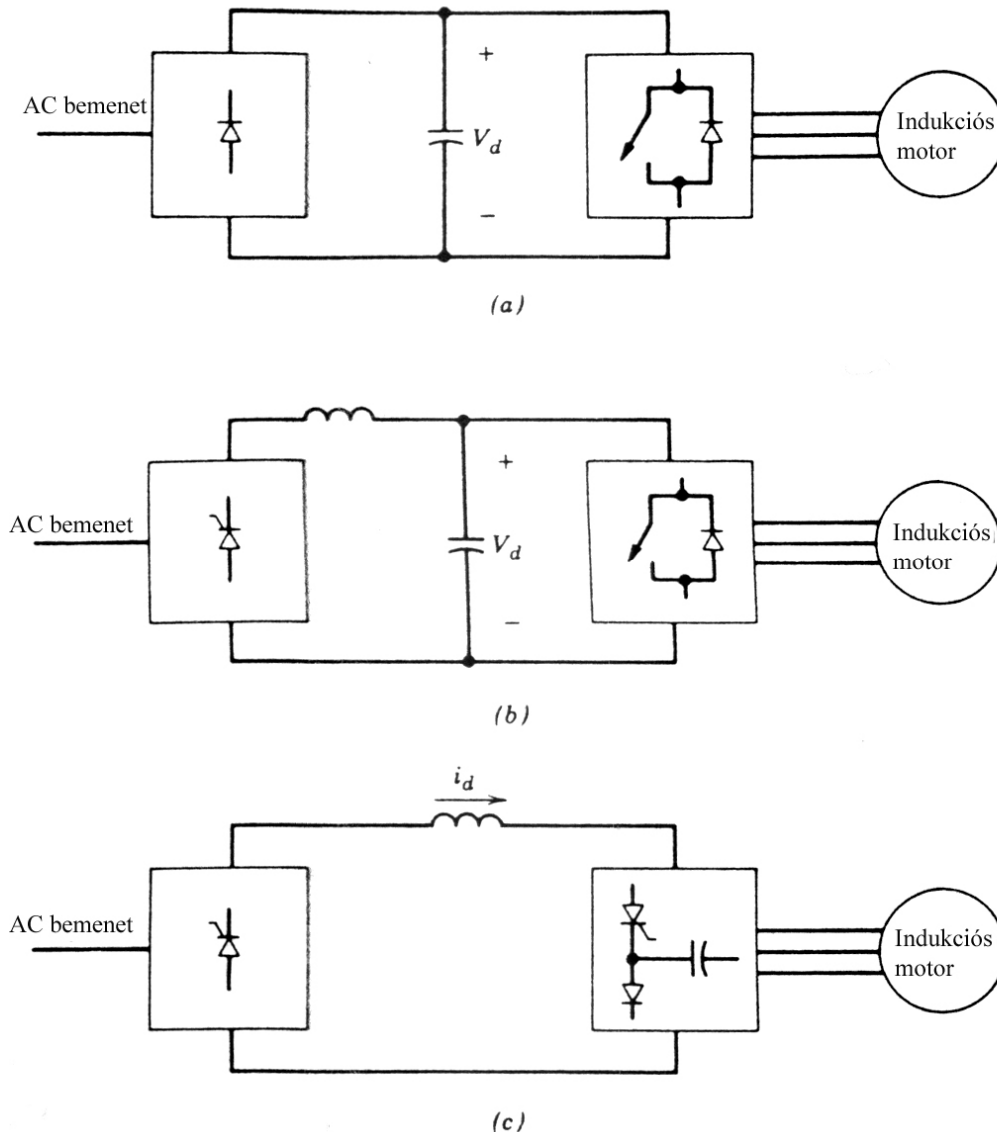 AC bemenet
+
V_d
−
Indukciós
motor
(a)
AC bemenet
+
V_d
−
Indukciós
motor
(b)
i_d
AC bemenet
Indukciós
motor
(c)